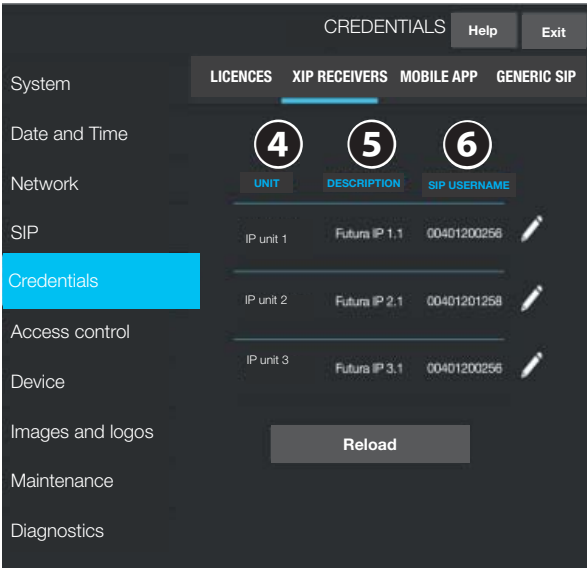 CREDENTIALS Help Exit
LICENCES XIP RECEIVERS MOBILE APP GENERIC SIP
System
Date and Time
Network
SIP
Credentials
Access control
Device
Images and logos
Maintenance
Diagnostics
4 5 6
UNIT DESCRIPTION SIP USERNAME
IP unit 1 Futura IP 1.1 00401200256
IP unit 2 Futura IP 2.1 00401201258
IP unit 3 Futura IP 3.1 00401200256
Reload